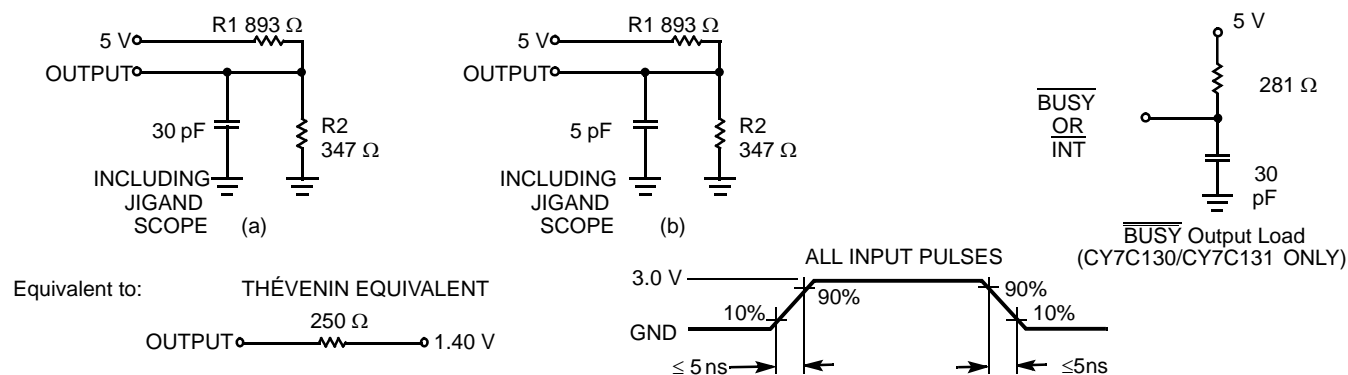 R1 893 Ω
5 V
OUTPUT
30 pF
R2
347 Ω
INCLUDING
JIGAND
SCOPE
(a)
R1 893 Ω
5 V
OUTPUT
5 pF
R2
347 Ω
INCLUDING
JIGAND
SCOPE
(b)
5 V
281 Ω
BUSY
OR
INT
30
pF
BUSY Output Load
(CY7C130/CY7C131 ONLY)
Equivalent to:
THÉVENIN EQUIVALENT
250 Ω
OUTPUT
1.40 V
ALL INPUT PULSES
3.0 V
90%
90%
10%
10%
GND
≤ 5 ns
≤5ns